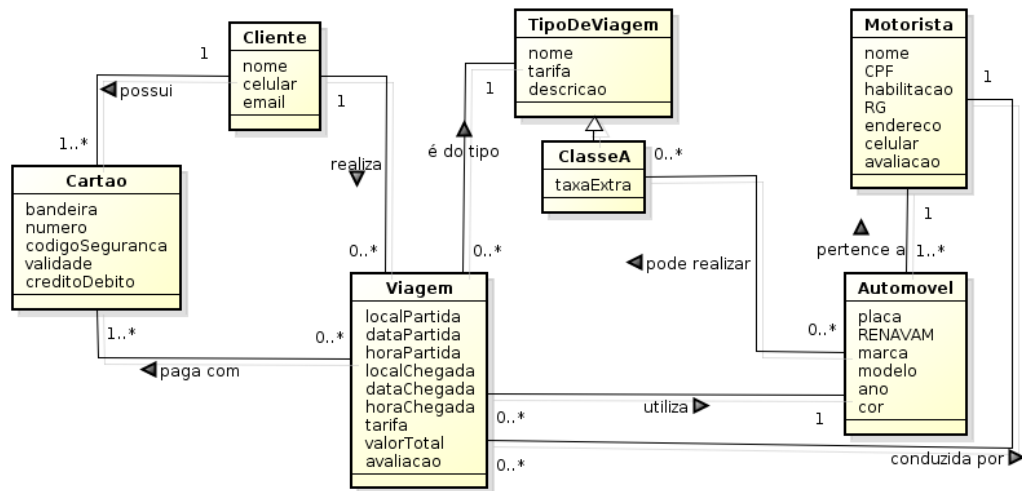 Cliente
nome
celular
email
TipoDeViagem
nome
tarifa
descricao
Motorista
nome
CPF
habilitacao
RG
endereco
celular
avaliacao
1
possui
1..*
1
realiza
0..*
1
é do tipo
0..*
ClasseA
taxaExtra
0..*
pode realizar
0..*
1
1
pertence a
1..*
Cartao
bandeira
numero
codigoSeguranca
validade
creditoDebito
1..*
paga com
0..*
Viagem
localPartida
dataPartida
horaPartida
localChegada
dataChegada
horaChegada
tarifa
valorTotal
avaliacao
Automovel
placa
RENAVAM
marca
modelo
ano
cor
utiliza
0..*
1
0..*
conduzida por